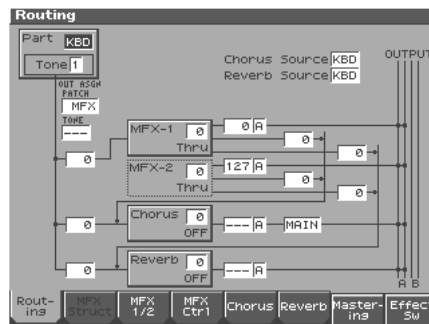 Routing
Part KBD
Tone 1
Chorus Source KBD
Reverb Source KBD
OUTPUT
OUT ASGN
PATCH
MFX
TONE
---
0 MFX-1 0 0 A
Thru 0 0
MFX-2 0 127 A
Thru 0 0
0 Chorus 0 --- A MAIN
OFF
0 Reverb 0 --- A
OFF
A B
Rout-ing
MFX Struct
MFX 1/2
MFX Ctrl
Chorus
Reverb
Master-ing
Effect Sw